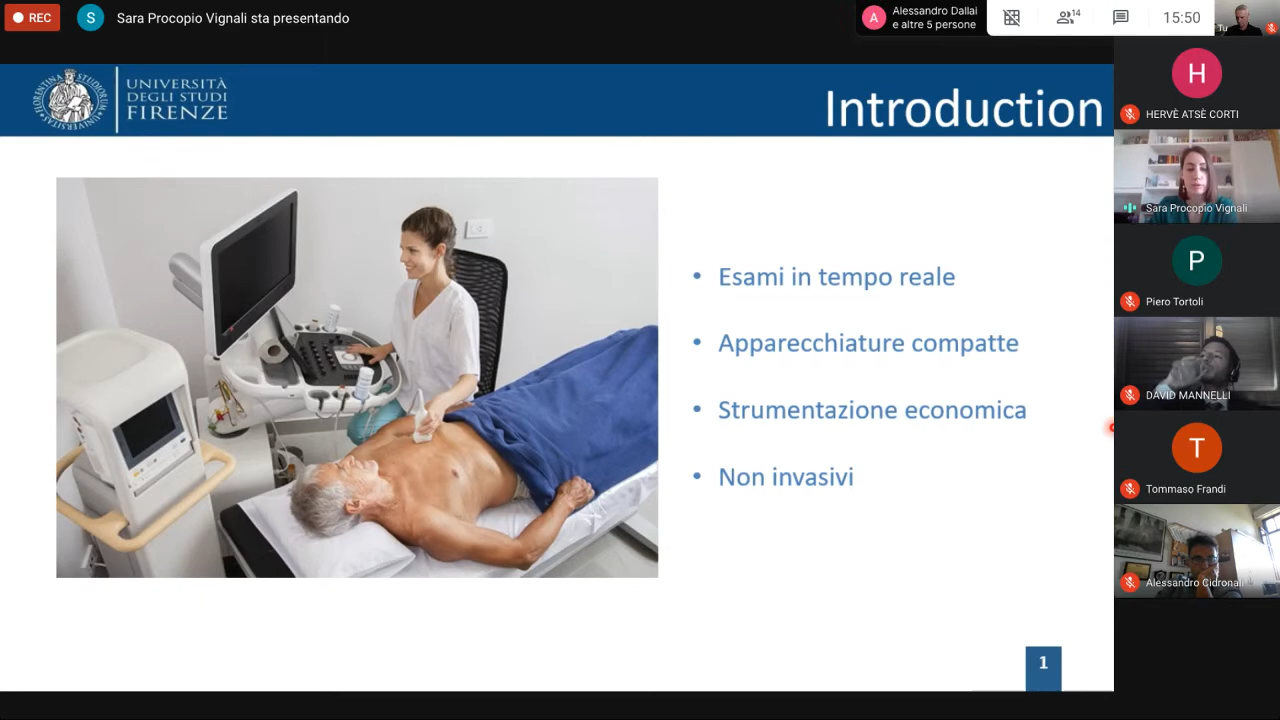 REC
S
Sara Procopio Vignali sta presentando
A
Alessandro Dallai
e altre 5 persone
14
15:50
Tu
UNIVERSITÀ
DEGLI STUDI
FIRENZE
Introduction
• Esami in tempo reale
• Apparecchiature compatte
• Strumentazione economica
• Non invasivi
1
H
HERVÈ ATSÈ CORTI
Sara Procopio Vignali
P
Piero Tortoli
DAVID MANNELLI
T
Tommaso Frandi
Alessandro Cidronali